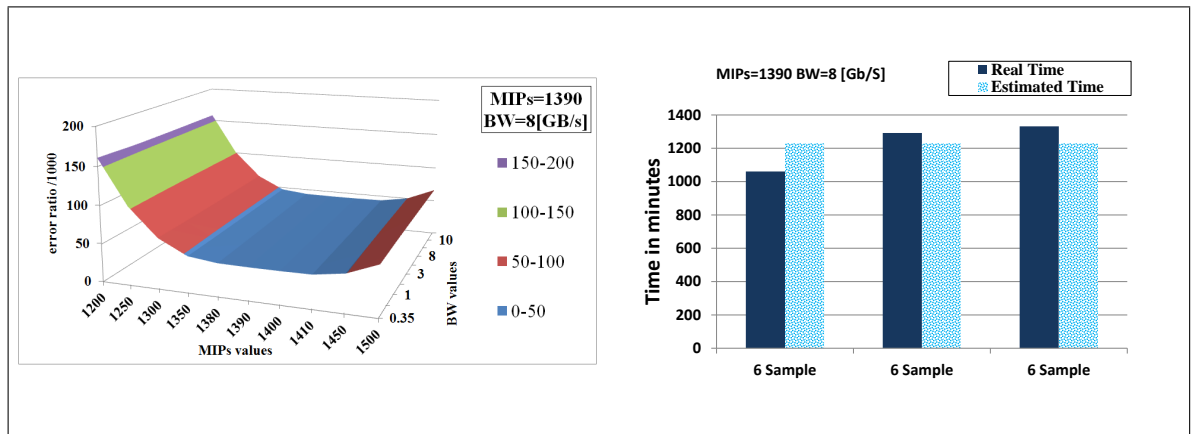 MIPs=1390
BW=8[GB/s]
200
150
100
50
0
error ratio /1000
150-200
100-150
50-100
0-50
10
8
3
1
0.35
BW values
1200
1250
1300
1350
1380
1390
1400
1410
1450
1500
MIPs values
MIPs=1390 BW=8 [Gb/S]
Real Time
Estimated Time
1400
1200
1000
800
600
400
200
0
Time in minutes
6 Sample
6 Sample
6 Sample